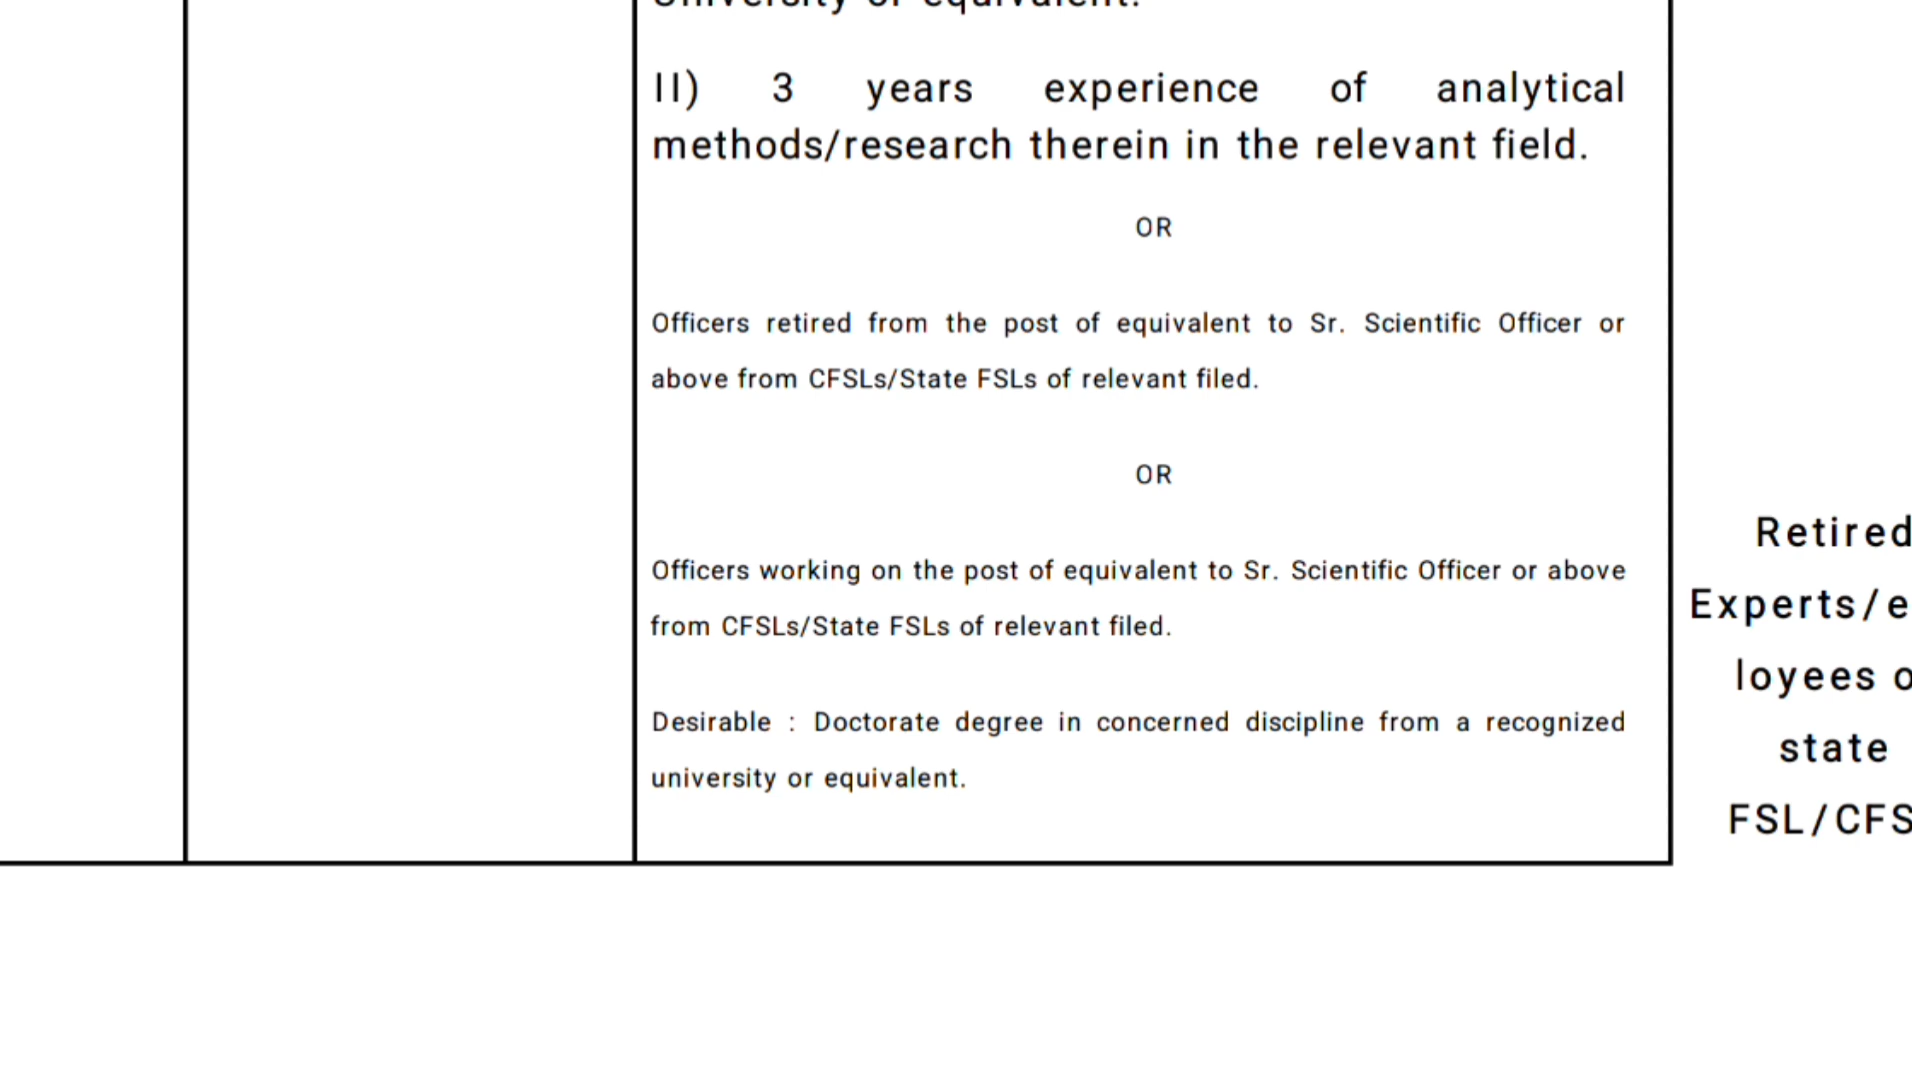 University or equivalent.
II) 3 years experience of analytical
methods/research therein in the relevant field.
OR
Officers retired from the post of equivalent to Sr. Scientific Officer or
above from CFSLs/State FSLs of relevant filed.
OR
Officers working on the post of equivalent to Sr. Scientific Officer or above
from CFSLs/State FSLs of relevant filed.
Desirable : Doctorate degree in concerned discipline from a recognized
university or equivalent.
Retired
Experts/e
loyees o
state
FSL/CFS